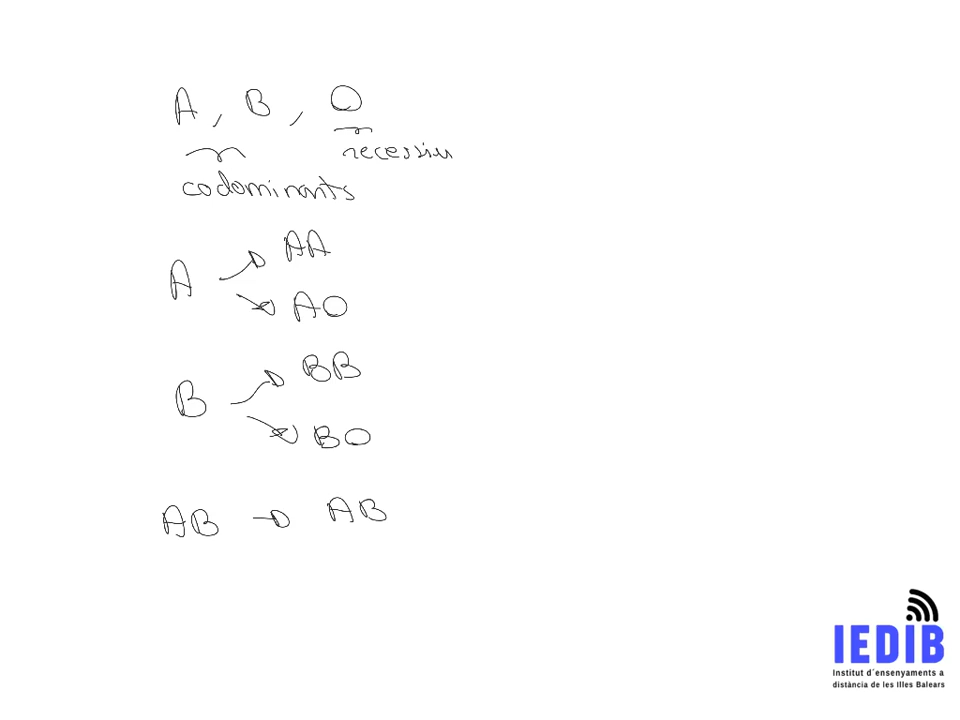 A, B, O
recessiu
codominants
A → AA
→ AO
B → BB
→ BO
AB → AB
IEDIB
Institut d´ensenyaments a
distància de les Illes Balears